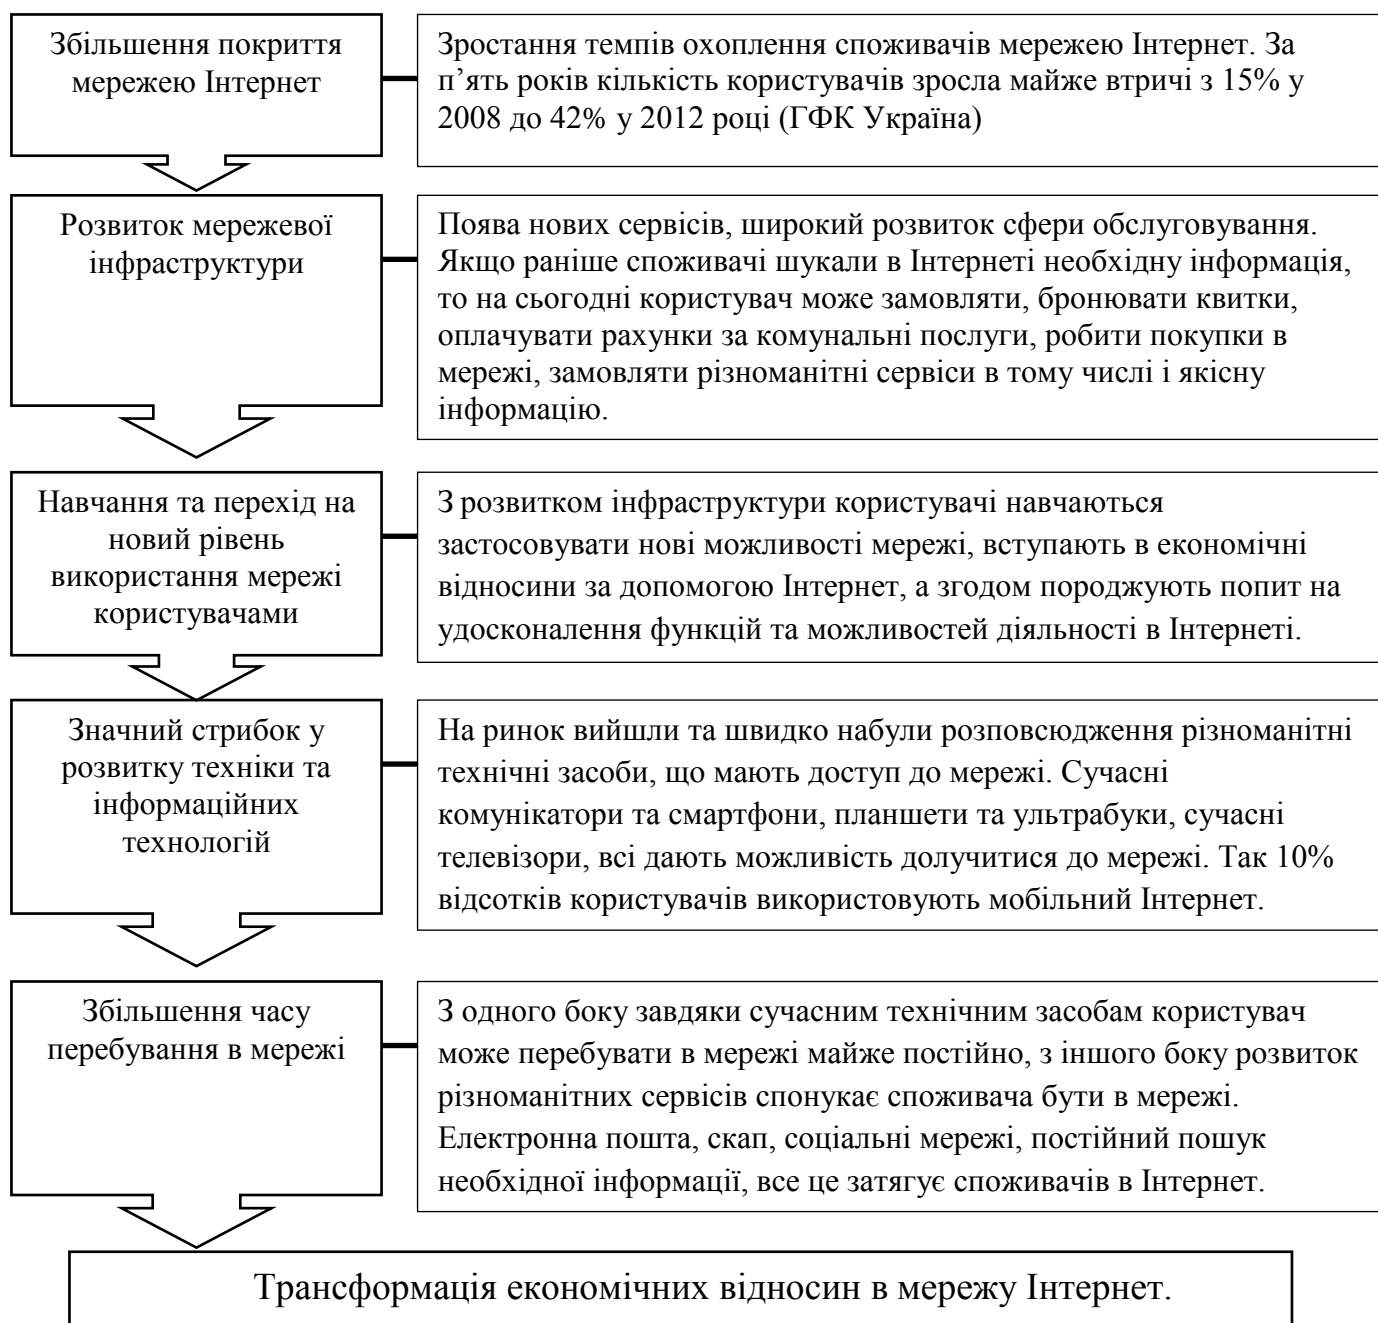 Збільшення покриття
мережею Інтернет
Зростання темпів охоплення споживачів мережею Інтернет. За
п’ять років кількість користувачів зросла майже втричі з 15% у
2008 до 42% у 2012 році (ГФК Україна)
Розвиток мережевої
інфраструктури
Поява нових сервісів, широкий розвиток сфери обслуговування.
Якщо раніше споживачі шукали в Інтернеті необхідну інформація,
то на сьогодні користувач може замовляти, бронювати квитки,
оплачувати рахунки за комунальні послуги, робити покупки в
мережі, замовляти різноманітні сервіси в тому числі і якісну
інформацію.
Навчання та перехід на
новий рівень
використання мережі
користувачами
З розвитком інфраструктури користувачі навчаються
застосовувати нові можливості мережі, вступають в економічні
відносини за допомогою Інтернет, а згодом породжують попит на
удосконалення функцій та можливостей діяльності в Інтернеті.
Значний стрибок у
розвитку техніки та
інформаційних
технологій
На ринок вийшли та швидко набули розповсюдження різноманітні
технічні засоби, що мають доступ до мережі. Сучасні
комунікатори та смартфони, планшети та ультрабуки, сучасні
телевізори, всі дають можливість долучитися до мережі. Так 10%
відсотків користувачів використовують мобільний Інтернет.
Збільшення часу
перебування в мережі
З одного боку завдяки сучасним технічним засобам користувач
може перебувати в мережі майже постійно, з іншого боку розвиток
різноманітних сервісів спонукає споживача бути в мережі.
Електронна пошта, скап, соціальні мережі, постійний пошук
необхідної інформації, все це затягує споживачів в Інтернет.
Трансформація економічних відносин в мережу Інтернет.